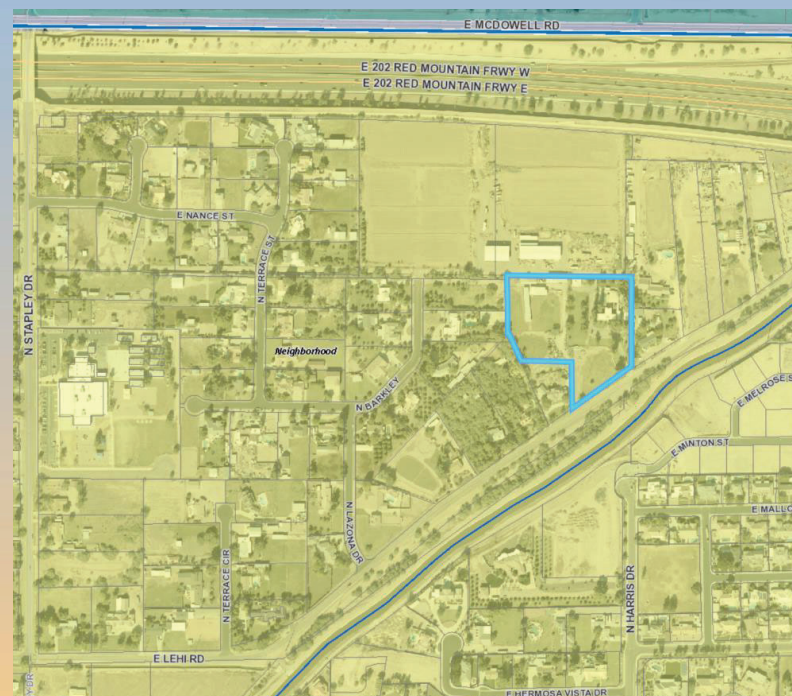 E MCDOWELL RD
E 202 RED MOUNTAIN FRWY W
E 202 RED MOUNTAIN FRWY E
E NANCE ST
N TERRACE ST
N STAPLEY DR
Neighborhood
N BARKLEY
E MELROSE S
E MINTON ST
N LAZONA DR
E MALLO
N TERRACE CIR
N HARRIS DR
E LEHI RD
Y DR
E HERMOSA VISTA DR